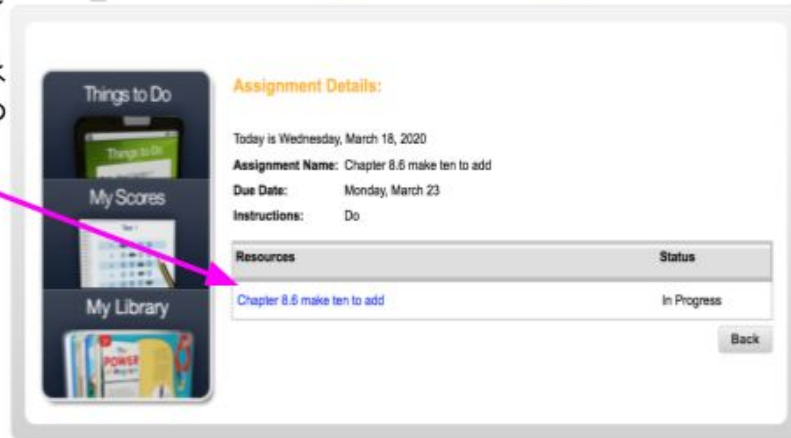 Things to Do
Things to Do
My Scores
My Library
POWER
Assignment Details:
Today is Wednesday, March 18, 2020
Assignment Name: Chapter 8.6 make ten to add
Due Date: Monday, March 23
Instructions: Do
Resources Status
Chapter 8.6 make ten to add In Progress
Back